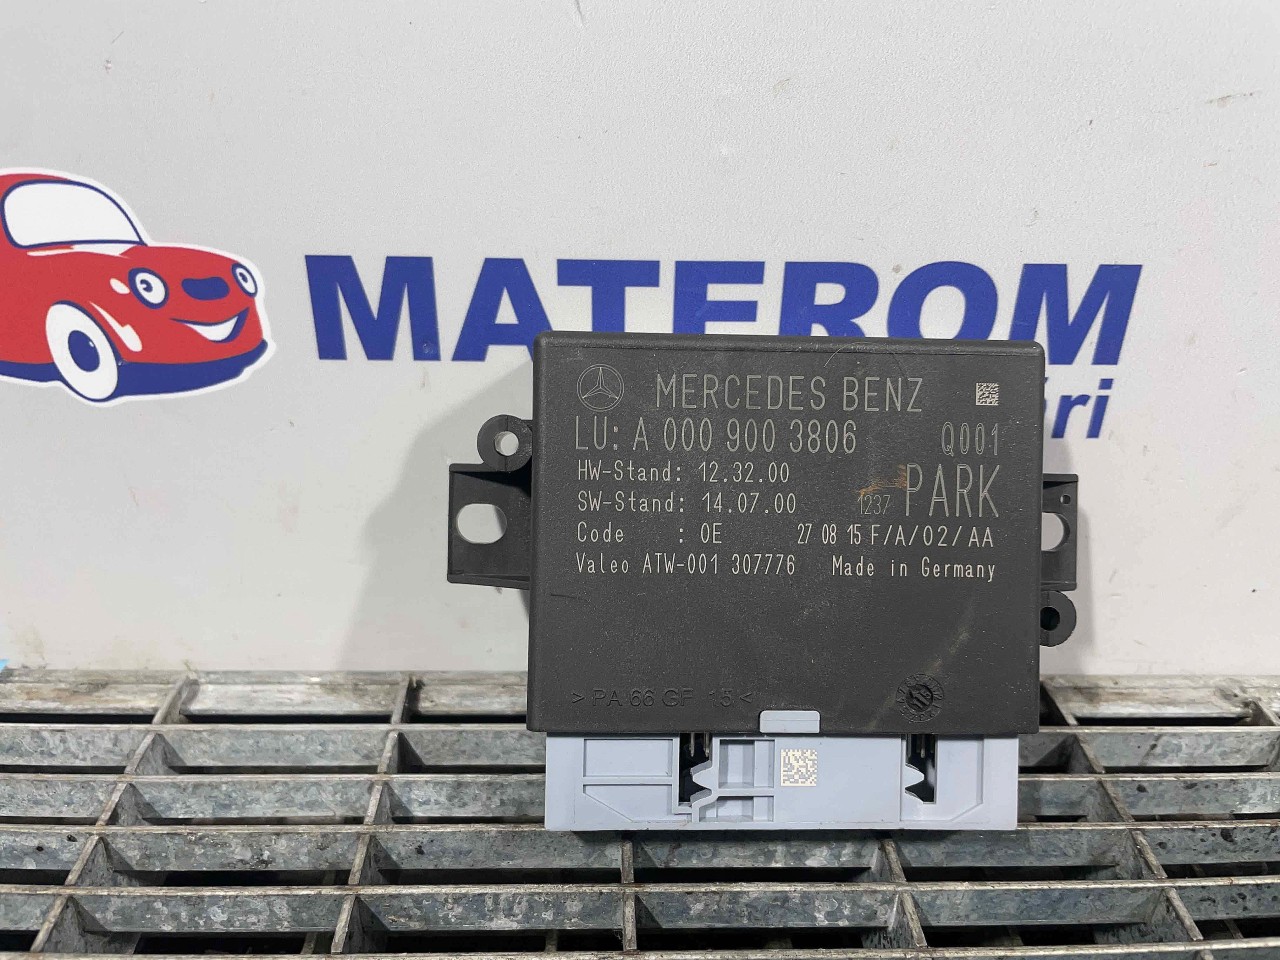 MATEROM
ări
MERCEDES BENZ
LU: A 000 900 3806 Q001
HW-Stand: 12.32.00
SW-Stand: 14.07.00 1237 PARK
Code : 0E 27 08 15 F/A/02/AA
Valeo ATW-001 307776 Made in Germany
> PA 66 GF 15 <